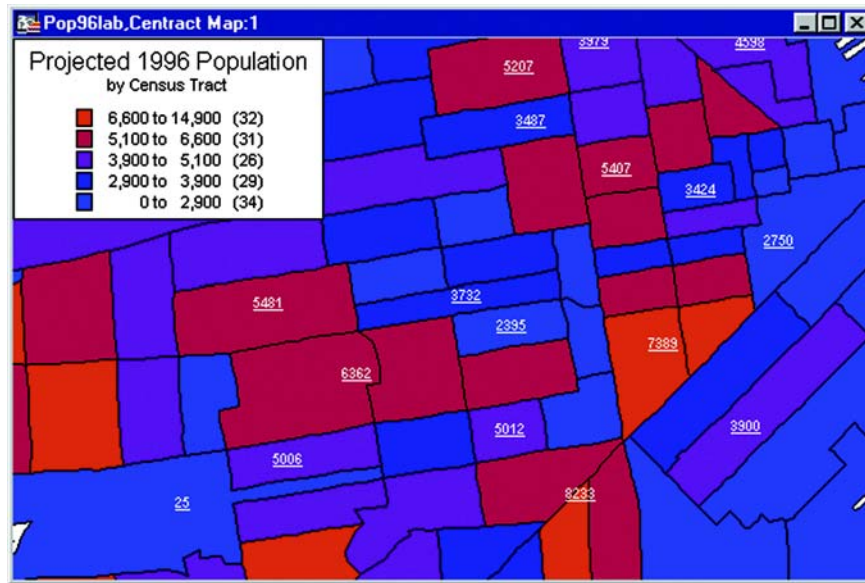 Pop96lab,Centract Map:1
Projected 1996 Population
by Census Tract
6,600 to 14,900 (32)
5,100 to 6,600 (31)
3,900 to 5,100 (26)
2,900 to 3,900 (29)
0 to 2,900 (34)
3979
4598
5207
3487
5407
3424
2750
5481
3732
2395
7389
6362
5012
3900
5006
25
8233